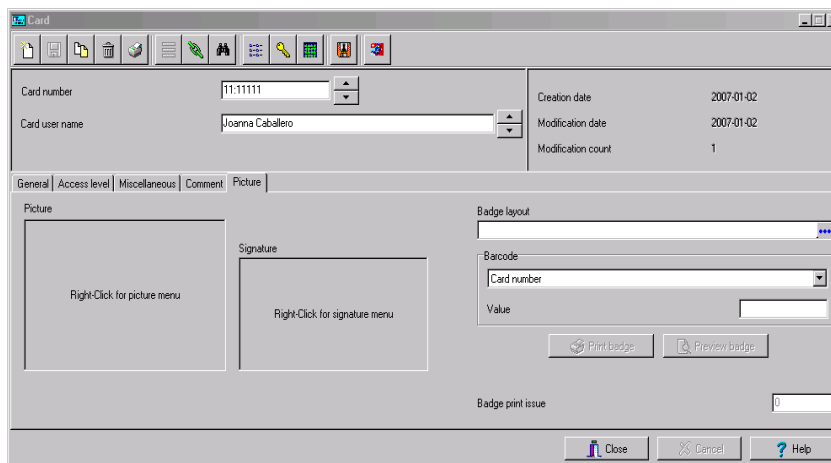 Card
Card number
11:11111
Card user name
Joanna Caballero
Creation date 2007-01-02
Modification date 2007-01-02
Modification count 1
General Access level Miscellaneous Comment Picture
Picture
Right-Click for picture menu
Signature
Right-Click for signature menu
Badge layout
...
Barcode
Card number
Value
Print badge Preview badge
Badge print issue 0
Close Cancel ? Help